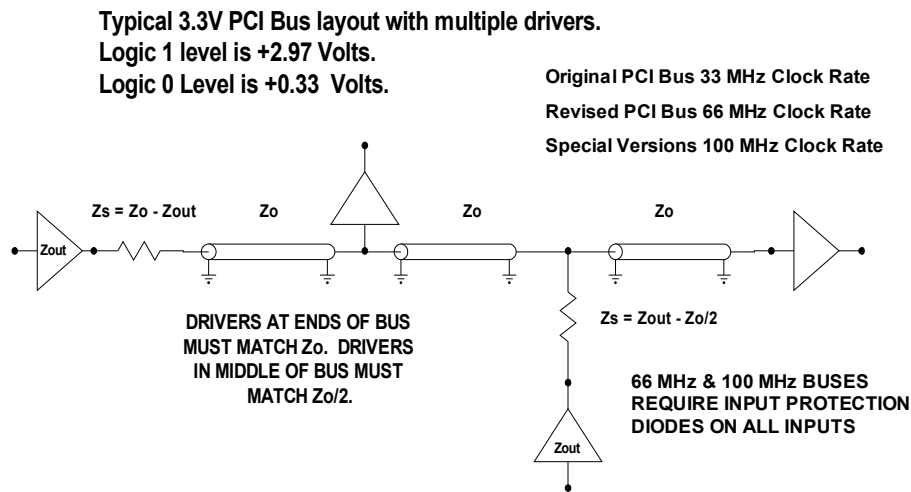 Typical 3.3V PCI Bus layout with multiple drivers.
Logic 1 level is +2.97 Volts.
Logic 0 Level is +0.33 Volts.
Original PCI Bus 33 MHz Clock Rate
Revised PCI Bus 66 MHz Clock Rate
Special Versions 100 MHz Clock Rate
Zs = Zo - Zout
Zo
Zo
Zo
Zout
DRIVERS AT ENDS OF BUS
MUST MATCH Zo. DRIVERS
IN MIDDLE OF BUS MUST
MATCH Zo/2.
Zs = Zout - Zo/2
66 MHz & 100 MHz BUSES
REQUIRE INPUT PROTECTION
DIODES ON ALL INPUTS
Zout